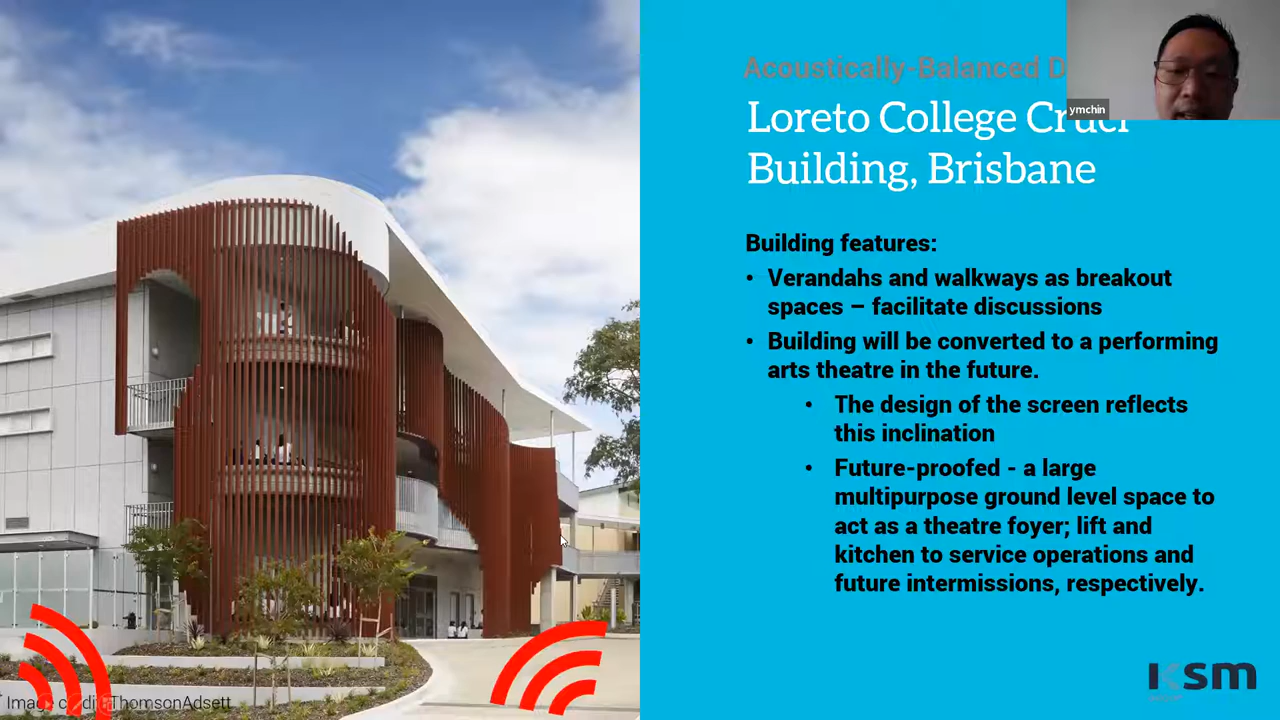 Acoustically-Balanced D
ymchin
Loreto College Cruci
Building, Brisbane
Building features:
• Verandahs and walkways as breakout
spaces – facilitate discussions
• Building will be converted to a performing
arts theatre in the future.
• The design of the screen reflects
this inclination
• Future-proofed - a large
multipurpose ground level space to
act as a theatre foyer; lift and
kitchen to service operations and
future intermissions, respectively.
Image credit: ThomsonAdsett
KSM